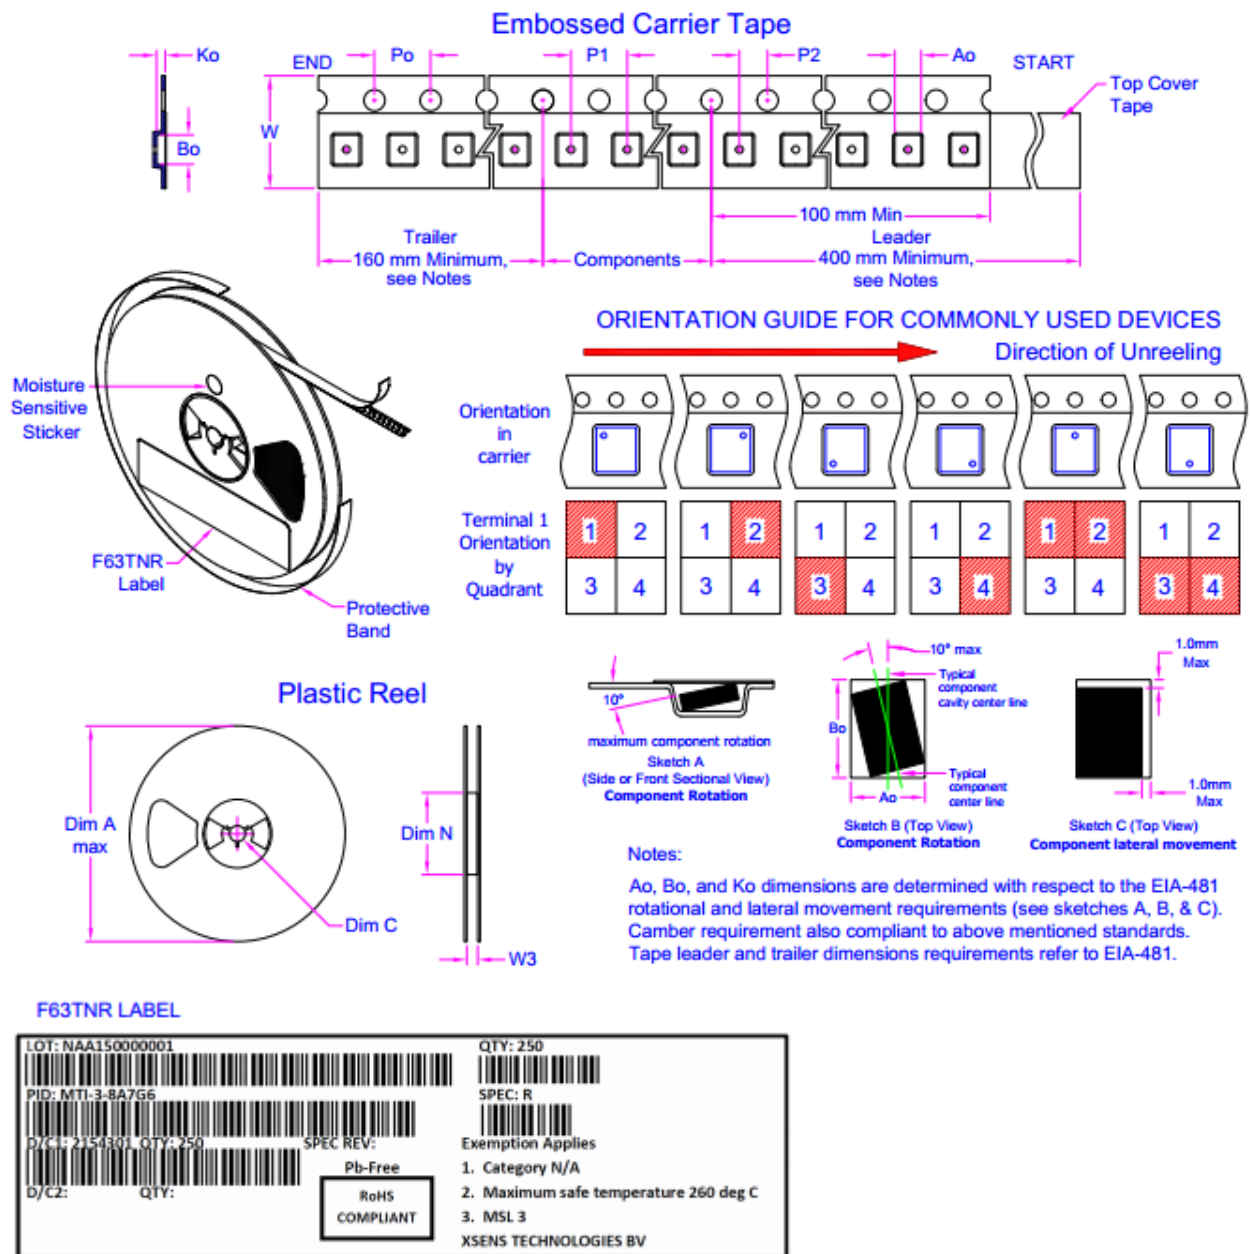 Embossed Carrier Tape
Ko
END
Po
P1
P2
Ao
START
Top Cover
Tape
W
Bo
100 mm Min
Trailer
160 mm Minimum,
see Notes
Components
Leader
400 mm Minimum,
see Notes
ORIENTATION GUIDE FOR COMMONLY USED DEVICES
Direction of Unreeling
Moisture
Sensitive
Sticker
F63TNR
Label
Protective
Band
Orientation
in
carrier
Terminal 1
Orientation
by
Quadrant
1 2 1 2 1 2 1 2 1 2 1 2
3 4 3 4 3 4 3 4 3 4 3 4
10°
maximum component rotation
Sketch A
(Side or Front Sectional View)
Component Rotation
10° max
Typical
component
cavity center line
Bo
Ao
Typical
component
center line
Sketch B (Top View)
Component Rotation
1.0mm
Max
1.0mm
Max
Sketch C (Top View)
Component lateral movement
Plastic Reel
Dim A
max
Dim N
Dim C
W3
Notes:
Ao, Bo, and Ko dimensions are determined with respect to the EIA-481
rotational and lateral movement requirements (see sketches A, B, & C).
Camber requirement also compliant to above mentioned standards.
Tape leader and trailer dimensions requirements refer to EIA-481.
F63TNR LABEL
LOT: NAA150000001
QTY: 250
PID: MTI-3-8A7G6
SPEC: R
D/C1: 2154301 QTY: 250
SPEC REV:
D/C2:
QTY:
Pb-Free
RoHS
COMPLIANT
Exemption Applies
1. Category N/A
2. Maximum safe temperature 260 deg C
3. MSL 3
XSENS TECHNOLOGIES BV